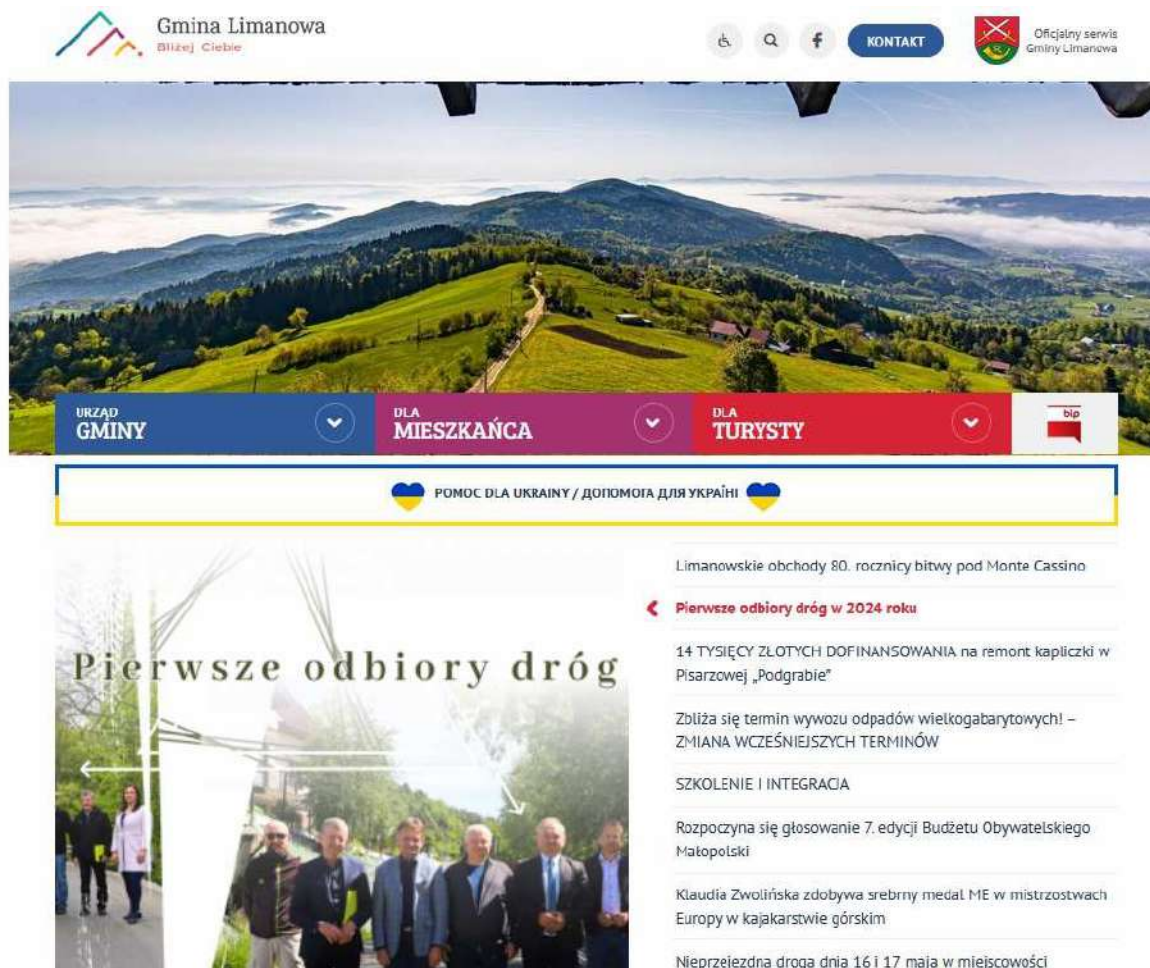 Gmina Limanowa
Bliżej Ciebie
KONTAKT
Oficjalny serwis
Gminy Limanowa
URZĄD
GMINY
DLA
MIESZKAŃCA
DLA
TURYSTY
bip
POMOC DLA UKRAINY / ДОПОМОГА ДЛЯ УКРАЇНІ
Pierwsze odbiory dróg
Limanowskie obchody 80. rocznicy bitwy pod Monte Cassino
Pierwsze odbiory dróg w 2024 roku
14 TYSIĘCY ZŁOTYCH DOFINANSOWANIA na remont kapliczki w
Pisarzowej „Podgrabie”
Zbliża się termin wywozu odpadów wielkogabarytowych! –
ZMIANA WCZEŚNIEJSZYCH TERMINÓW
SZKOLENIE I INTEGRACJA
Rozpoczyna się głosowanie 7. edycji Budżetu Obywatelskiego
Małopolski
Klaudia Zwolińska zdobywa srebrny medal ME w mistrzostwach
Europy w kajakarstwie górskim
Nieprzejezdna droga dnia 16 i 17 maja w miejscowości